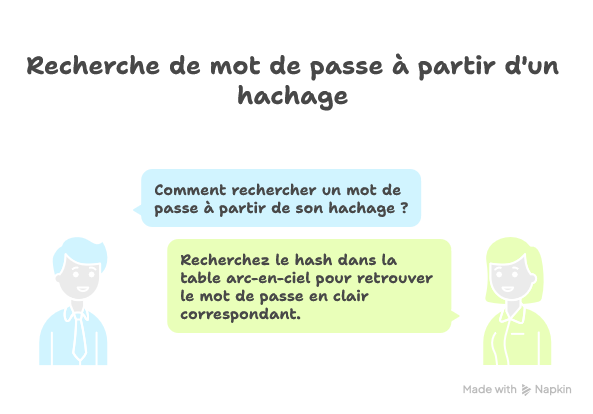 Recherche de mot de passe à partir d'un
hachage
Comment rechercher un mot de
passe à partir de son hachage ?
Recherchez le hash dans la
table arc-en-ciel pour retrouver
le mot de passe en clair
correspondant.
Made with Napkin